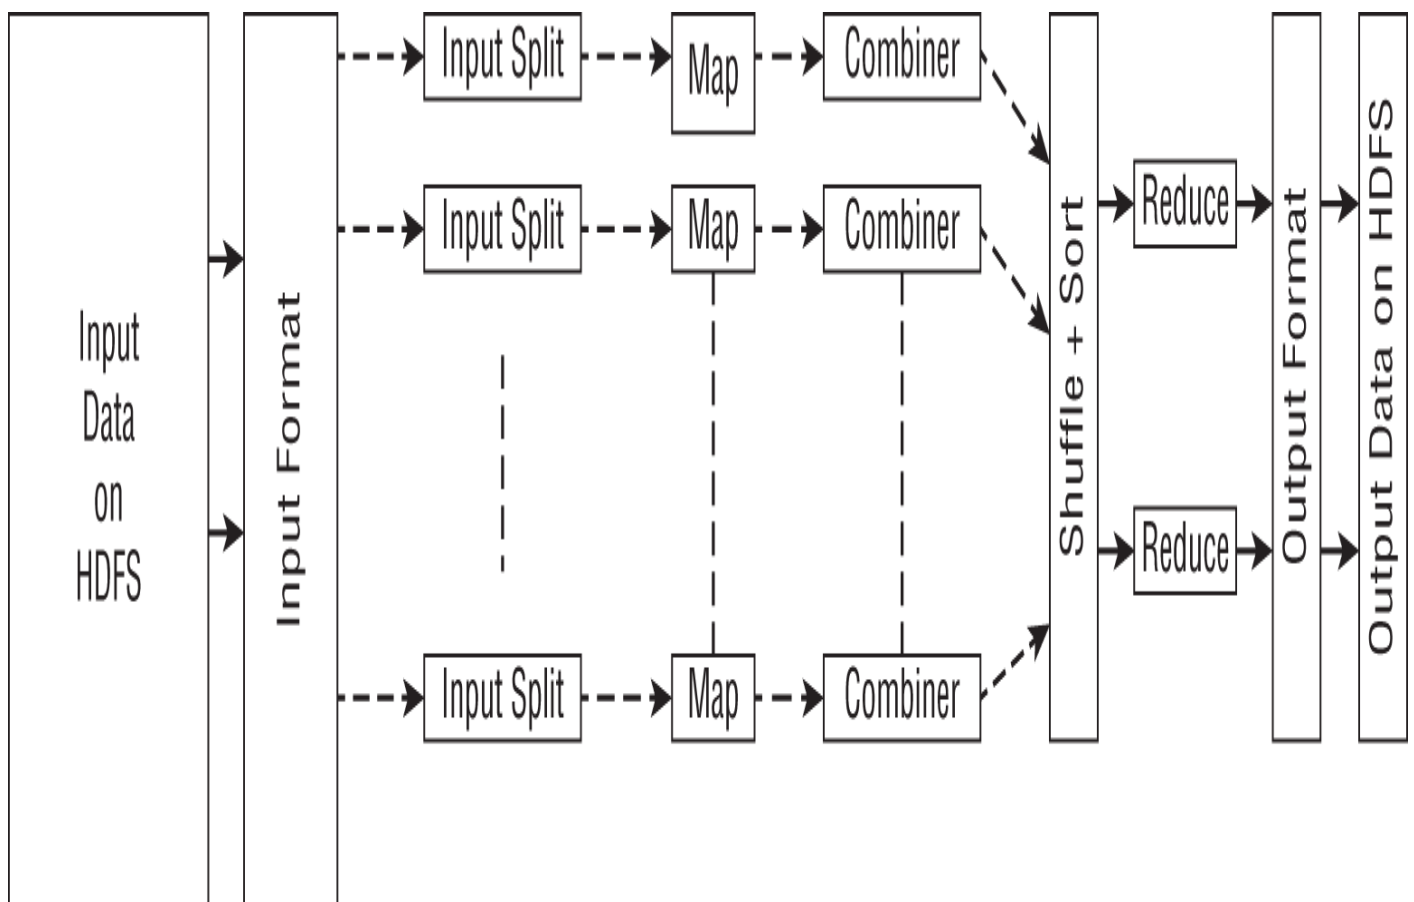 Input
Data
on
HDFS
Input Format
Input Split
Map
Combiner
Input Split
Map
Combiner
Input Split
Map
Combiner
Shuffle + Sort
Reduce
Reduce
Output Format
Output Data on HDFS